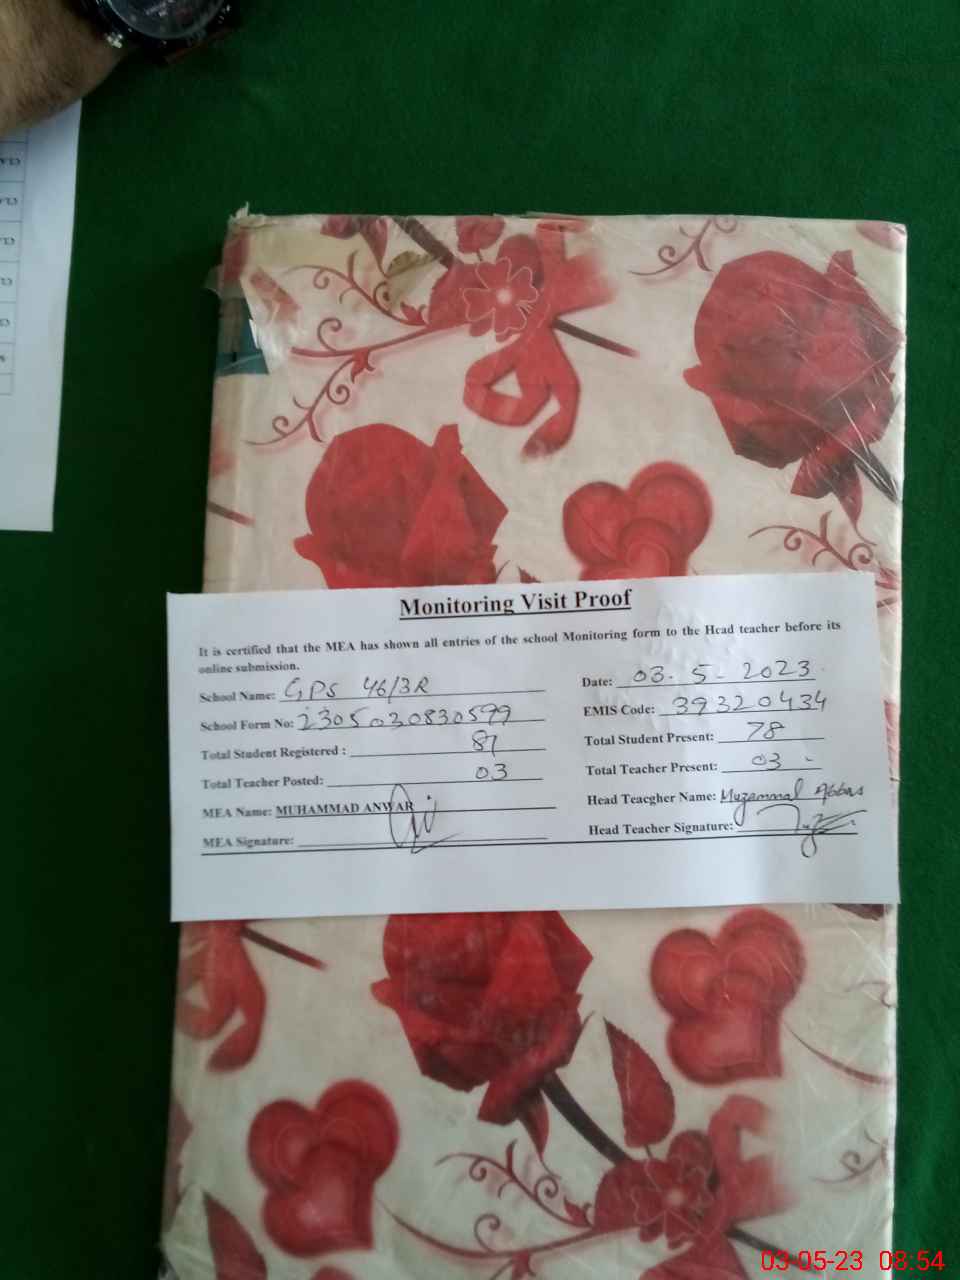 Monitoring Visit Proof
It is certified that the MEA has shown all entries of the school Monitoring form to the Head teacher before its
online submission.
School Name: GPS 46/3R
Date: 03-5-2023
School Form No: 2305030830599
EMIS Code: 39320434
Total Student Registered : 81
Total Student Present: 78
Total Teacher Posted: 03
Total Teacher Present: 03
MEA Name: MUHAMMAD ANWAR
Head Teacgher Name: Muzammal Abbas
MEA Signature:
Head Teacher Signature:
03-05-23 08:54